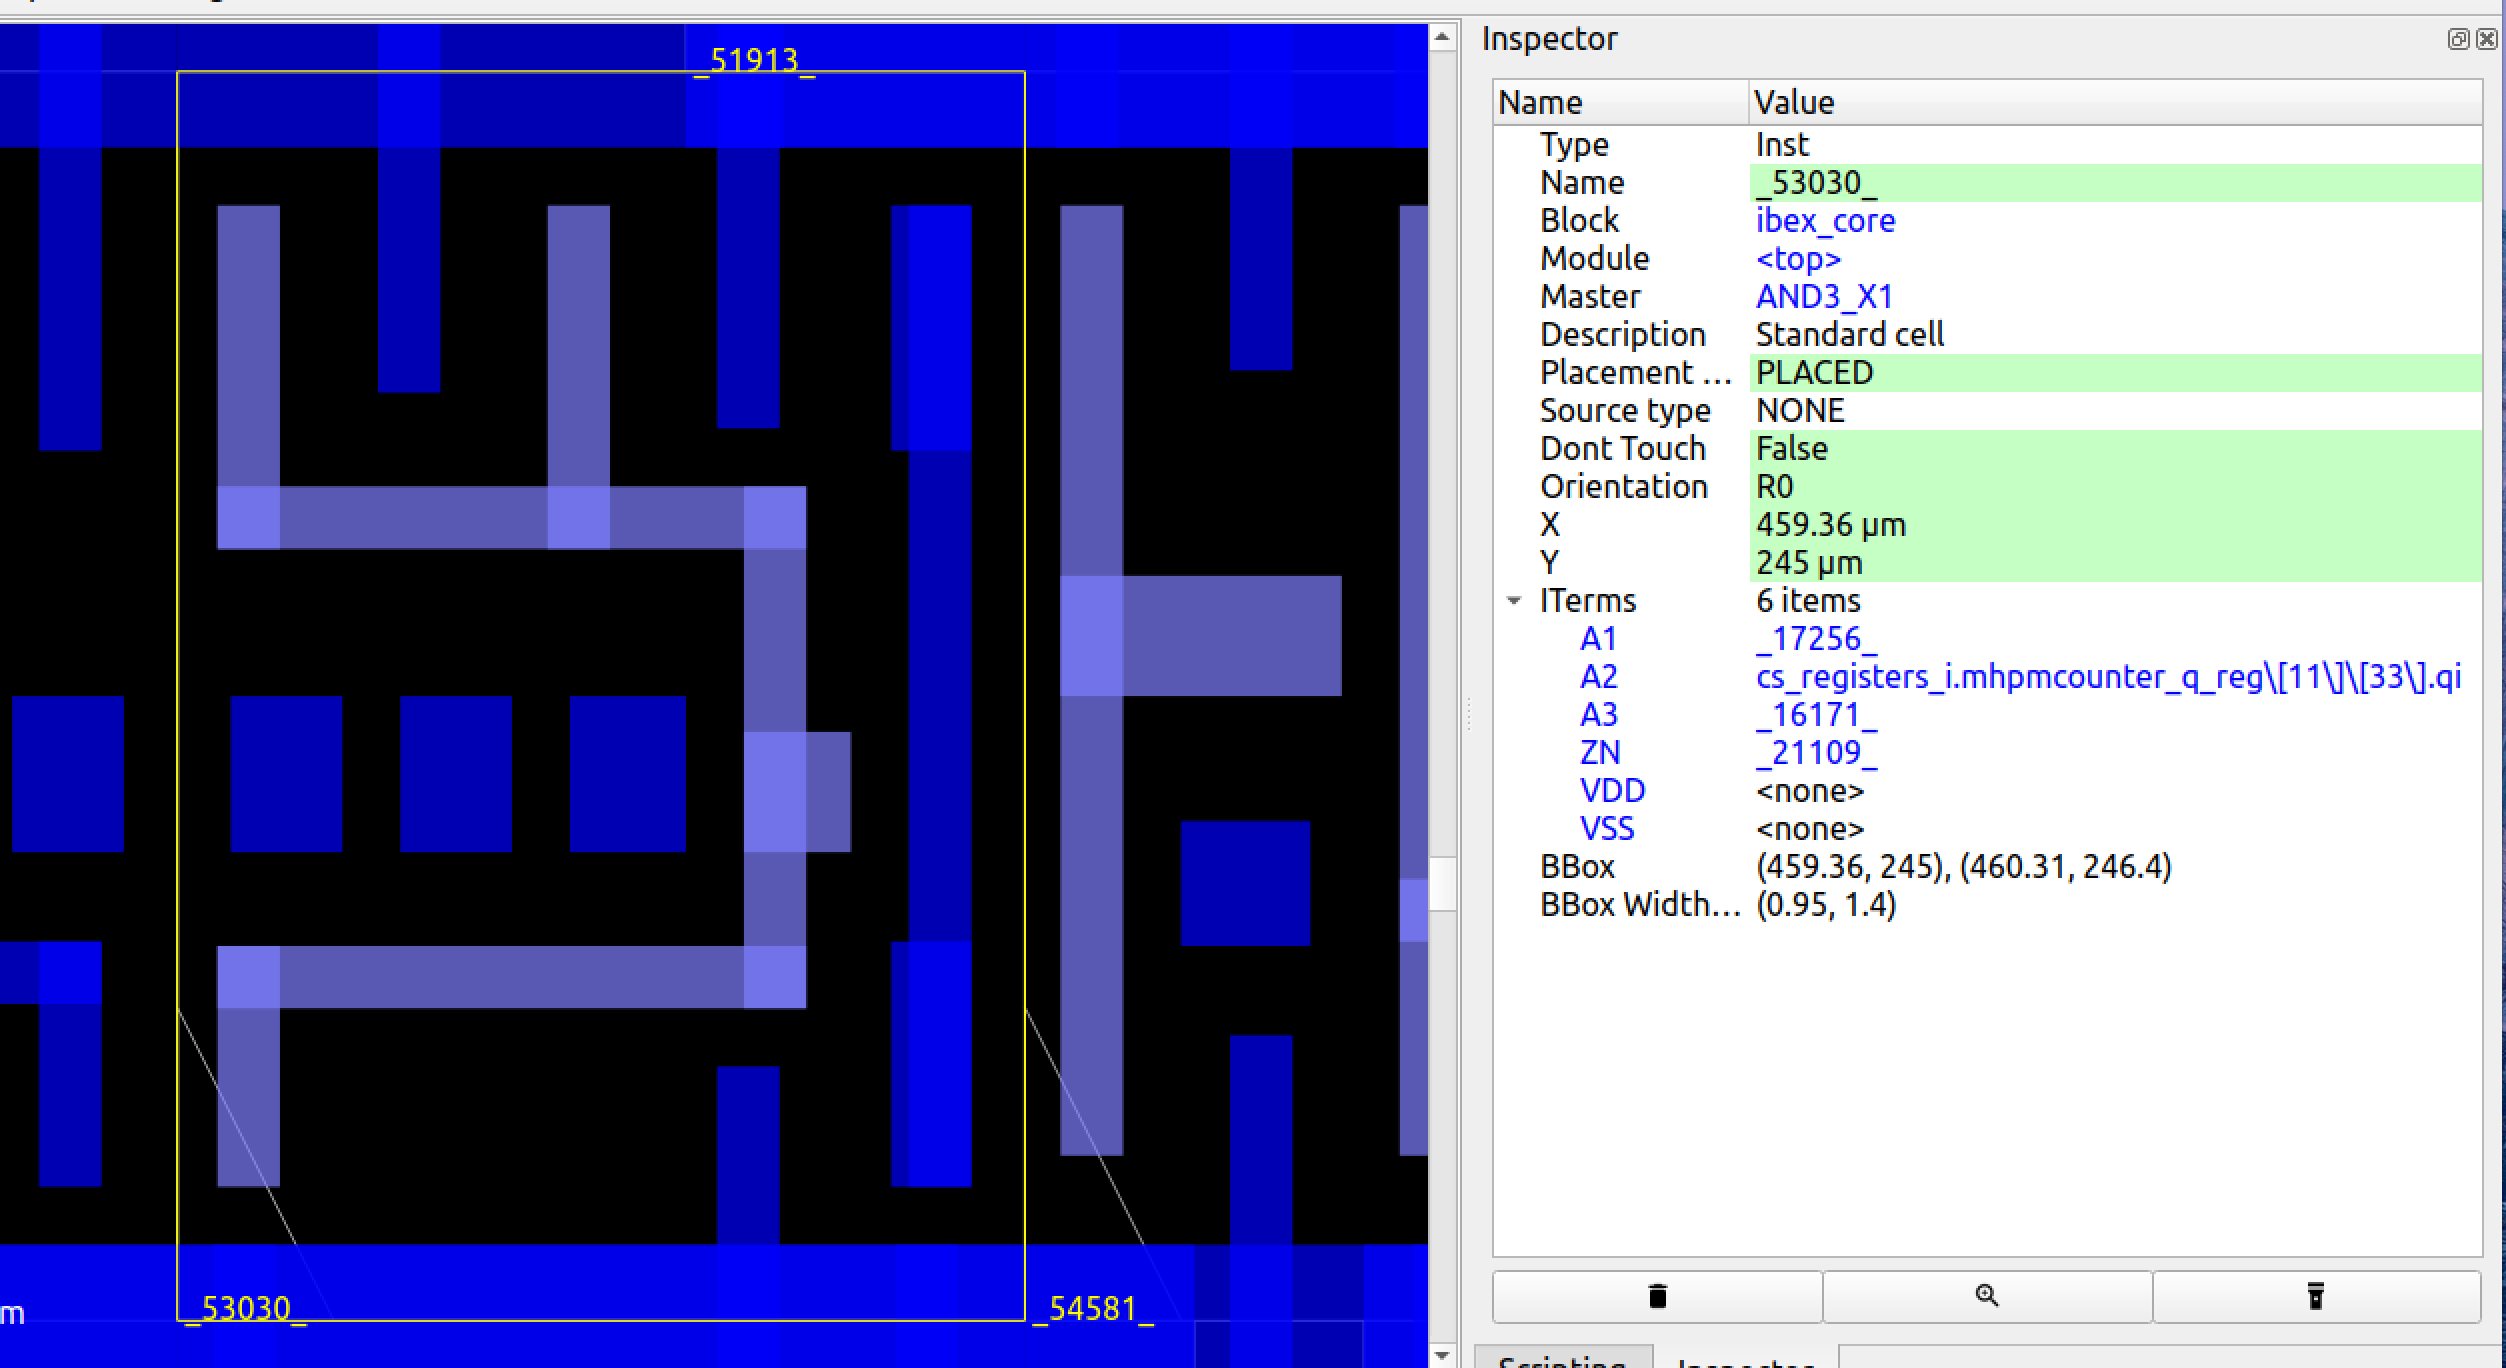 _51913_
_53030_
_54581_
m
Inspector
Name Value
Type Inst
Name _53030_
Block ibex_core
Module <top>
Master AND3_X1
Description Standard cell
Placement ... PLACED
Source type NONE
Dont Touch False
Orientation R0
X 459.36 μm
Y 245 μm
ITerms 6 items
A1 _17256_
A2 cs_registers_i.mhpmcounter_q_reg\[11\]\[33\].qi
A3 _16171_
ZN _21109_
VDD <none>
VSS <none>
BBox (459.36, 245), (460.31, 246.4)
BBox Width... (0.95, 1.4)
Scripting Inspector